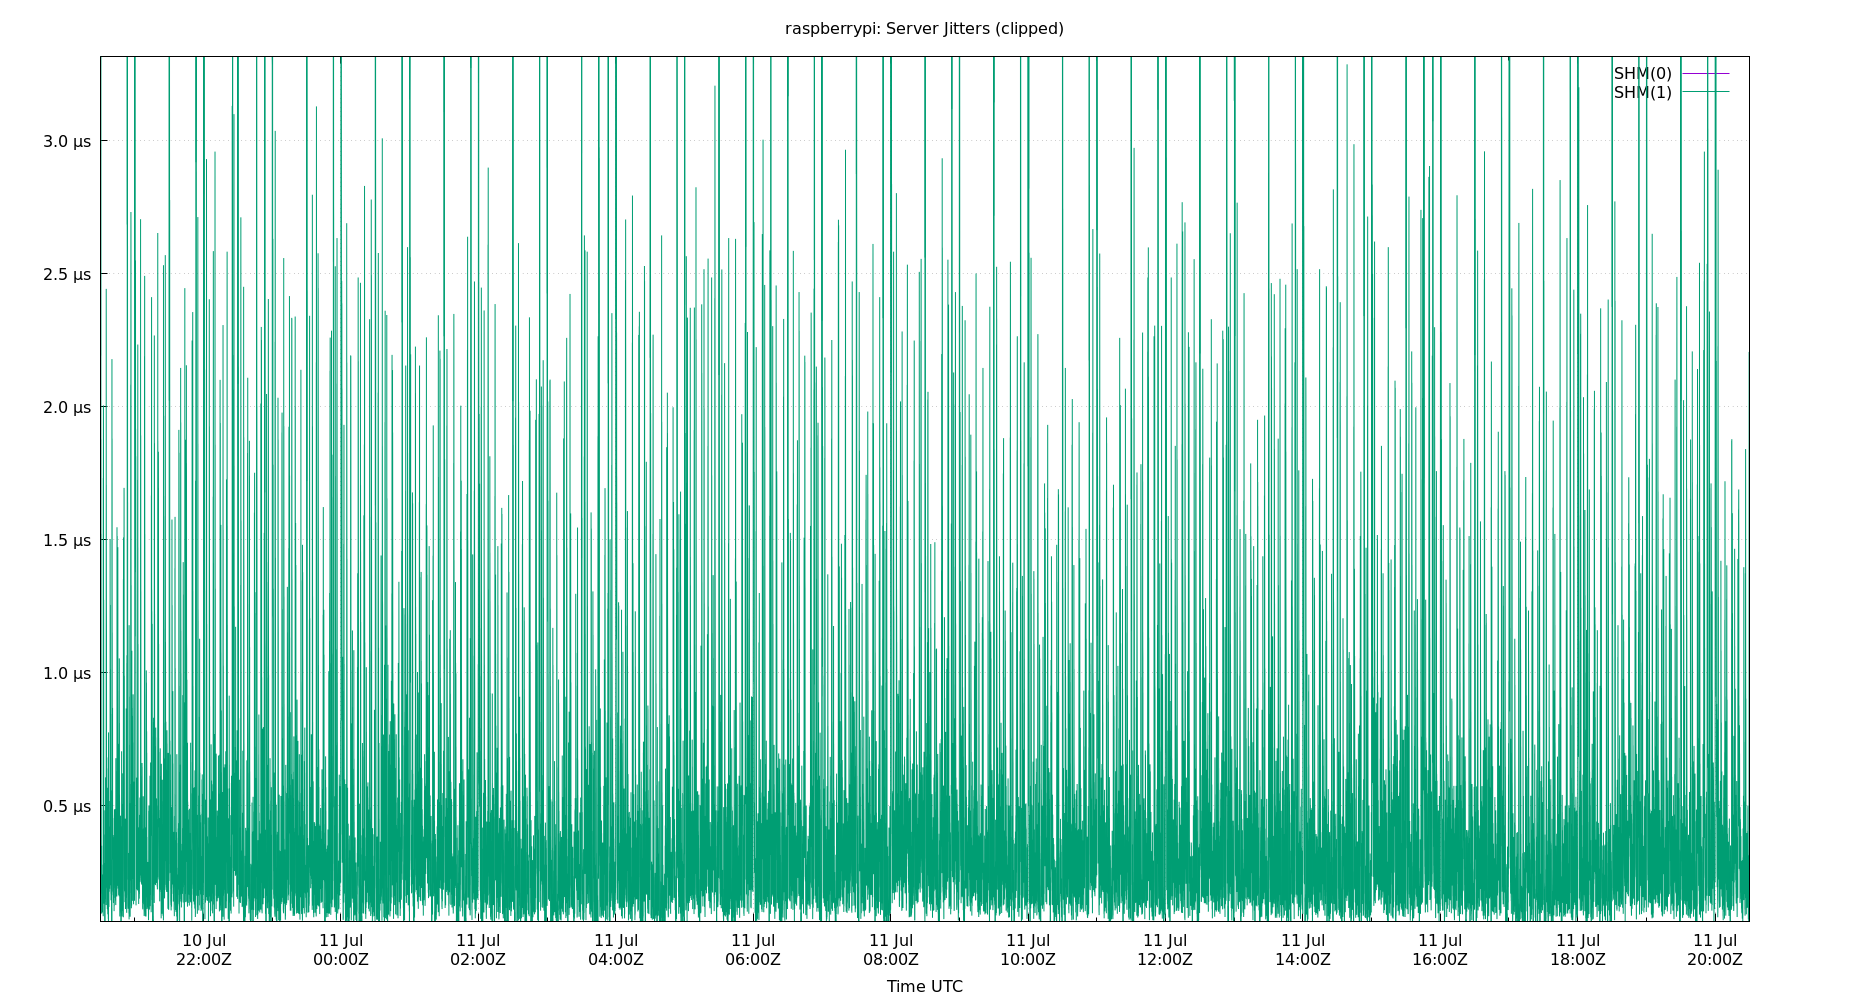 raspberrypi: Server Jitters (clipped)
SHM(0)
SHM(1)
3.0 µs
2.5 µs
2.0 µs
1.5 µs
1.0 µs
0.5 µs
10 Jul 11 Jul 11 Jul 11 Jul 11 Jul 11 Jul 11 Jul 11 Jul 11 Jul 11 Jul 11 Jul 11 Jul
22:00Z 00:00Z 02:00Z 04:00Z 06:00Z 08:00Z 10:00Z 12:00Z 14:00Z 16:00Z 18:00Z 20:00Z
Time UTC